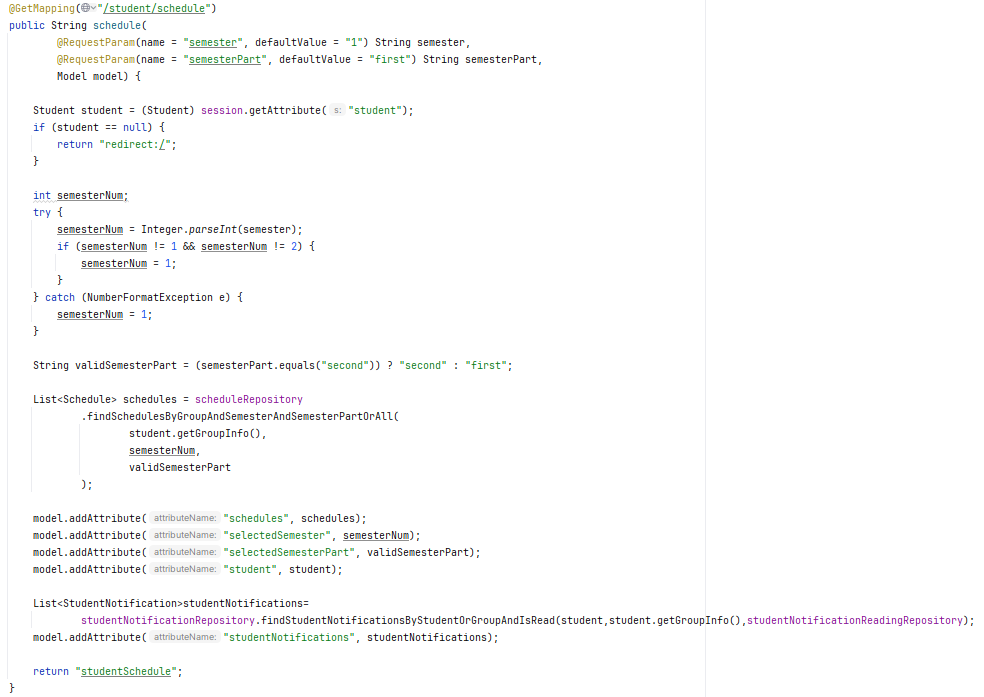 @GetMapping("/student/schedule")
public String schedule(
        @RequestParam(name = "semester", defaultValue = "1") String semester,
        @RequestParam(name = "semesterPart", defaultValue = "first") String semesterPart,
        Model model) {

    Student student = (Student) session.getAttribute( s: "student");
    if (student == null) {
        return "redirect:/";
    }

    int semesterNum;
    try {
        semesterNum = Integer.parseInt(semester);
        if (semesterNum != 1 && semesterNum != 2) {
            semesterNum = 1;
        }
    } catch (NumberFormatException e) {
        semesterNum = 1;
    }

    String validSemesterPart = (semesterPart.equals("second")) ? "second" : "first";

    List<Schedule> schedules = scheduleRepository
            .findSchedulesByGroupAndSemesterAndSemesterPartOrAll(
                    student.getGroupInfo(),
                    semesterNum,
                    validSemesterPart
            );

    model.addAttribute( attributeName: "schedules", schedules);
    model.addAttribute( attributeName: "selectedSemester", semesterNum);
    model.addAttribute( attributeName: "selectedSemesterPart", validSemesterPart);
    model.addAttribute( attributeName: "student", student);

    List<StudentNotification>studentNotifications=
            studentNotificationRepository.findStudentNotificationsByStudentOrGroupAndIsRead(student,student.getGroupInfo(),studentNotificationReadingRepository);
    model.addAttribute( attributeName: "studentNotifications", studentNotifications);

    return "studentSchedule";
}